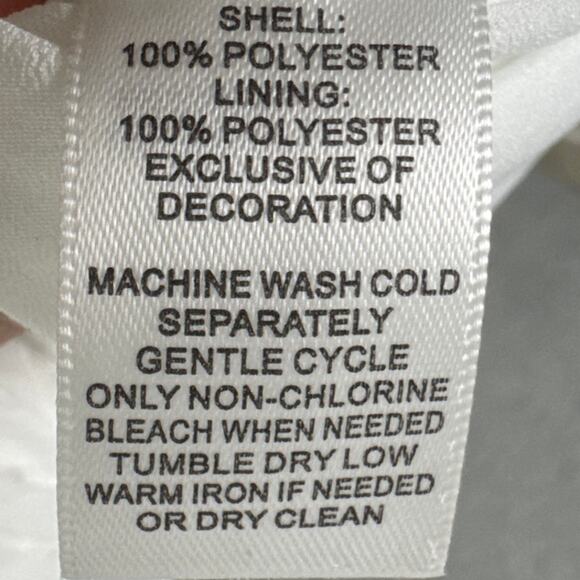 SHELL:
100% POLYESTER
LINING:
100% POLYESTER
EXCLUSIVE OF
DECORATION
MACHINE WASH COLD
SEPARATELY
GENTLE CYCLE
ONLY NON-CHLORINE
BLEACH WHEN NEEDED
TUMBLE DRY LOW
WARM IRON IF NEEDED
OR DRY CLEAN